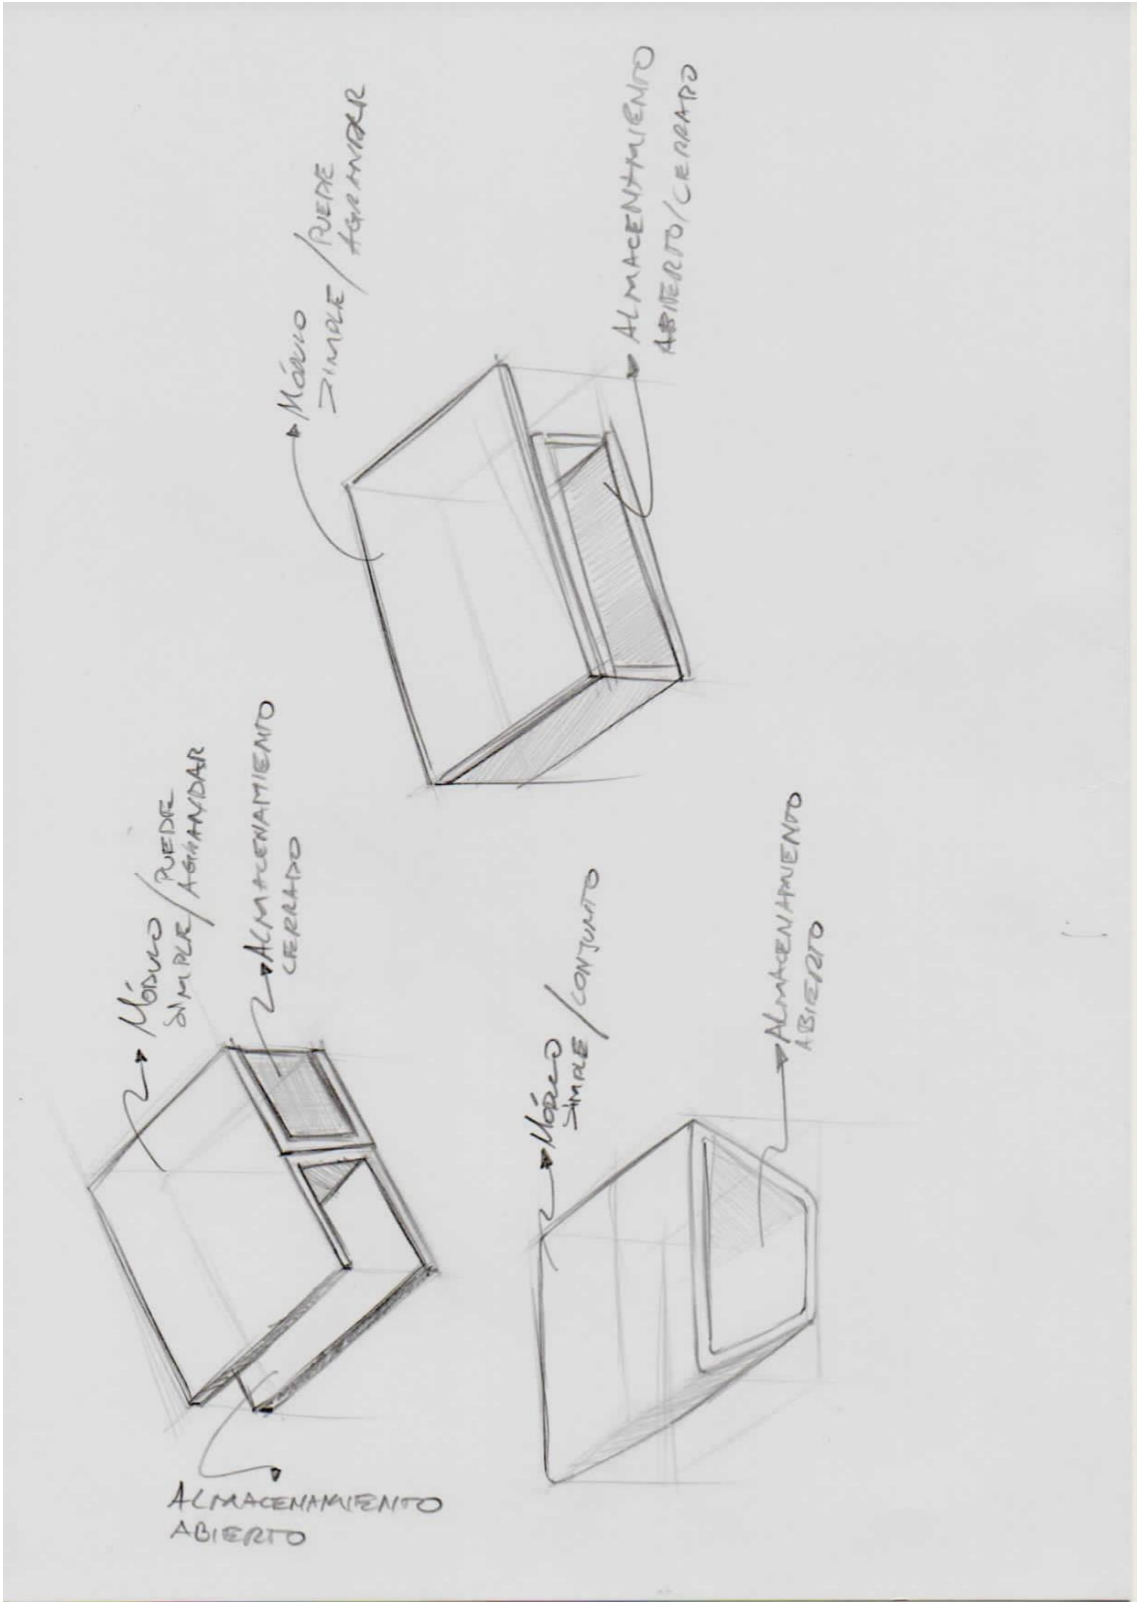 ALMACENAMIENTO
ABIERTO
MÓDULO
SIMPLE / PUEDE
AGRANDAR
ALMACENAMIENTO
CERRADO
MÓDULO
SIMPLE / PUEDE
AGRANDAR
ALMACENAMIENTO
ABIERTO/CERRADO
MÓDULO
SIMPLE / CONJUNTO
ALMACENAMIENTO
ABIERTO